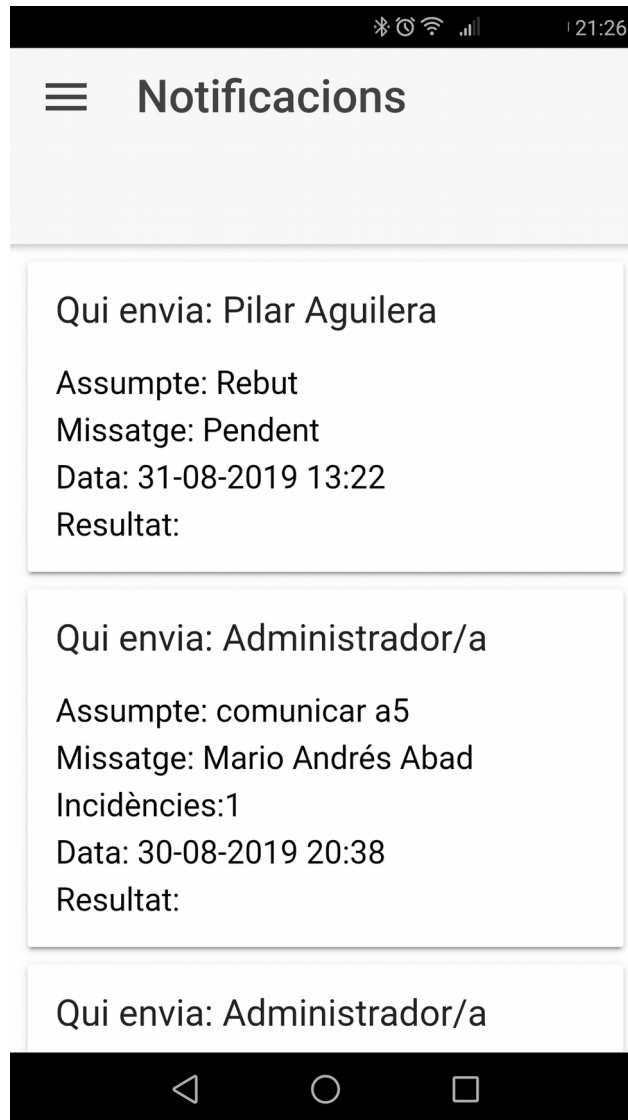 21:26
Notificacions
Qui envia: Pilar Aguilera
Assumpte: Rebut
Missatge: Pendent
Data: 31-08-2019 13:22
Resultat:
Qui envia: Administrador/a
Assumpte: comunicar a5
Missatge: Mario Andrés Abad
Incidències:1
Data: 30-08-2019 20:38
Resultat:
Qui envia: Administrador/a